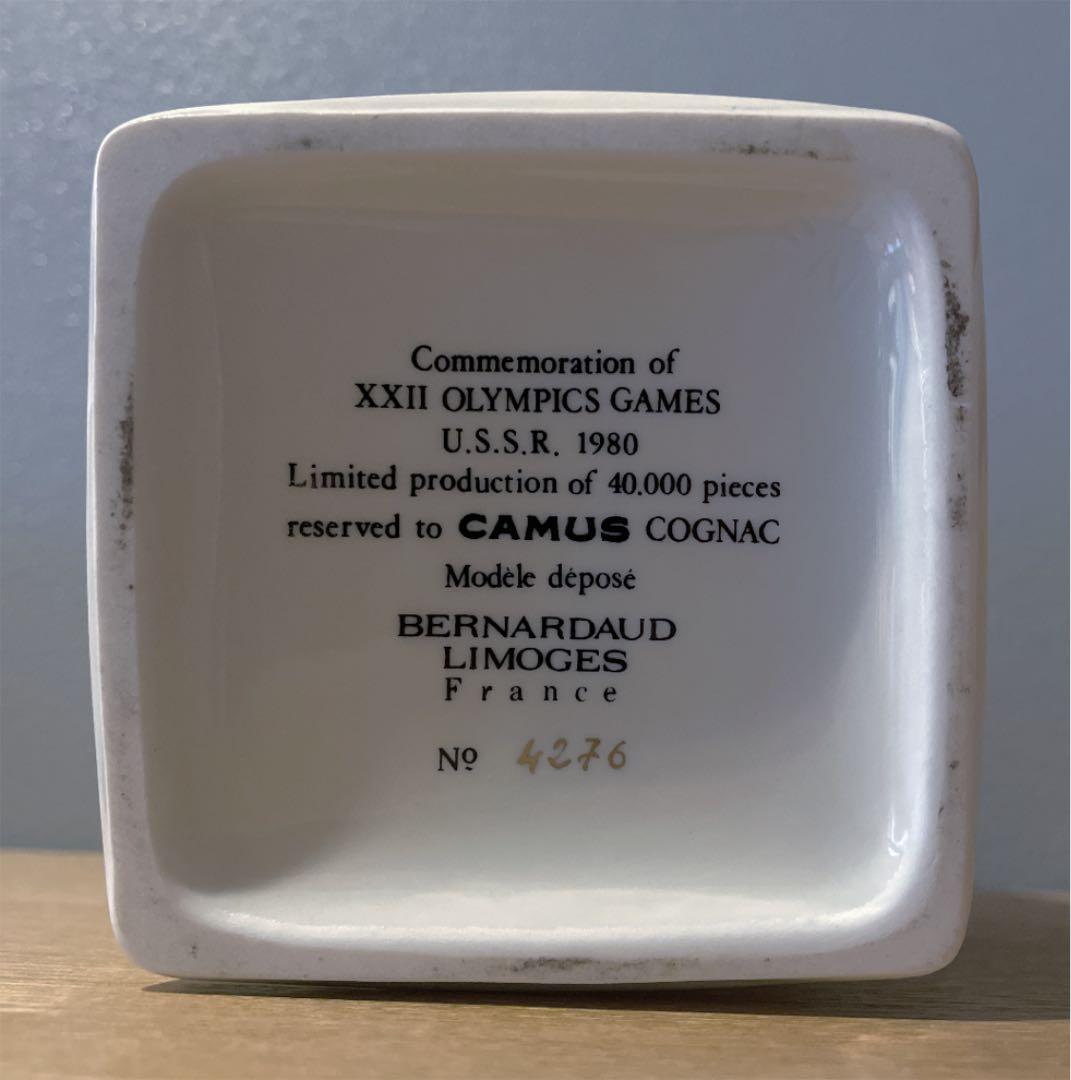 Commemoration of
XXII OLYMPICS GAMES
U.S.S.R. 1980
Limited production of 40.000 pieces
reserved to CAMUS COGNAC
Modèle déposé
BERNARDAUD
LIMOGES
France
Nº 4276